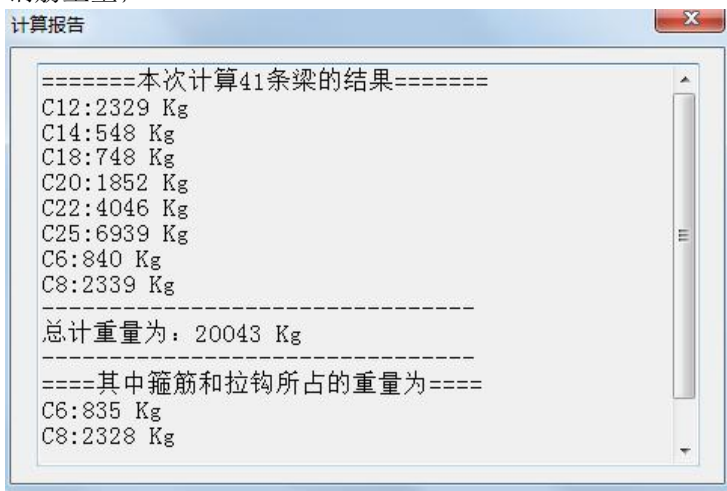 计算报告
=======本次计算41条梁的结果=======
C12:2329 Kg
C14:548 Kg
C18:748 Kg
C20:1852 Kg
C22:4046 Kg
C25:6939 Kg
C6:840 Kg
C8:2339 Kg
--------------------------------
总计重量为：20043 Kg
--------------------------------
====其中箍筋和拉钩所占的重量为====
C6:835 Kg
C8:2328 Kg